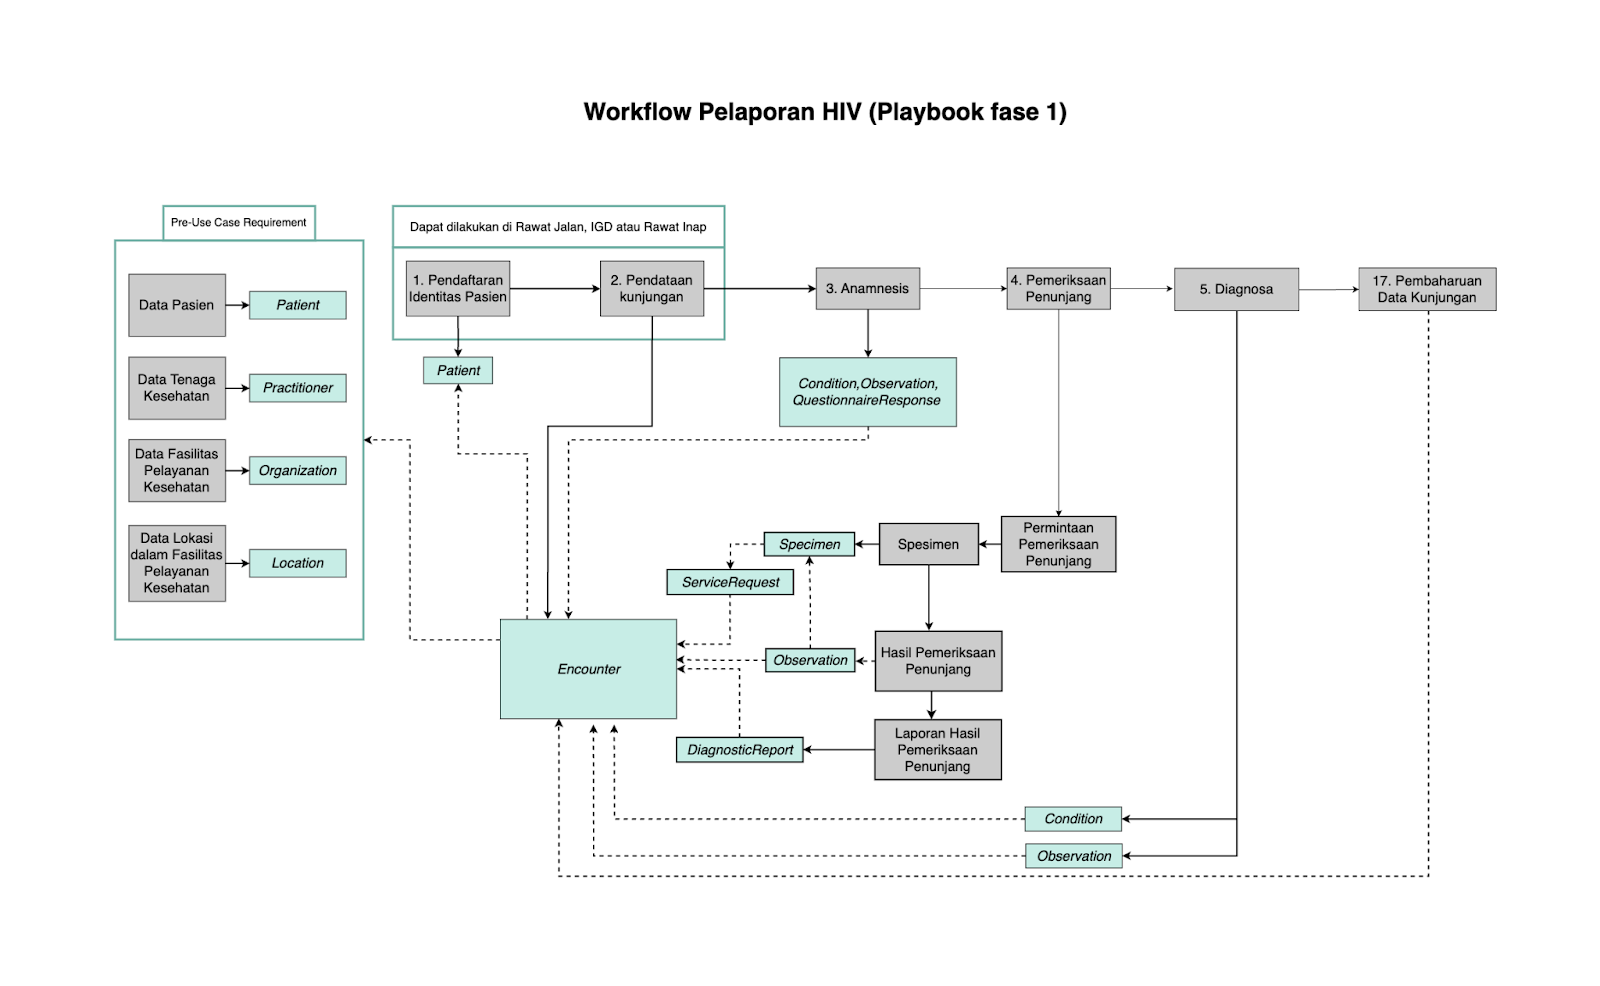 Workflow Pelaporan HIV (Playbook fase 1)
Pre-Use Case Requirement
Data Pasien
Patient
Data Tenaga
Kesehatan
Practitioner
Data Fasilitas
Pelayanan
Kesehatan
Organization
Data Lokasi
dalam Fasilitas
Pelayanan
Kesehatan
Location
Dapat dilakukan di Rawat Jalan, IGD atau Rawat Inap
1. Pendaftaran
Identitas Pasien
2. Pendataan
kunjungan
3. Anamnesis
4. Pemeriksaan
Penunjang
5. Diagnosa
17. Pembaharuan
Data Kunjungan
Patient
Condition,Observation,
QuestionnaireResponse
Permintaan
Pemeriksaan
Penunjang
Spesimen
Specimen
ServiceRequest
Hasil Pemeriksaan
Penunjang
Observation
Encounter
Laporan Hasil
Pemeriksaan
Penunjang
DiagnosticReport
Condition
Observation